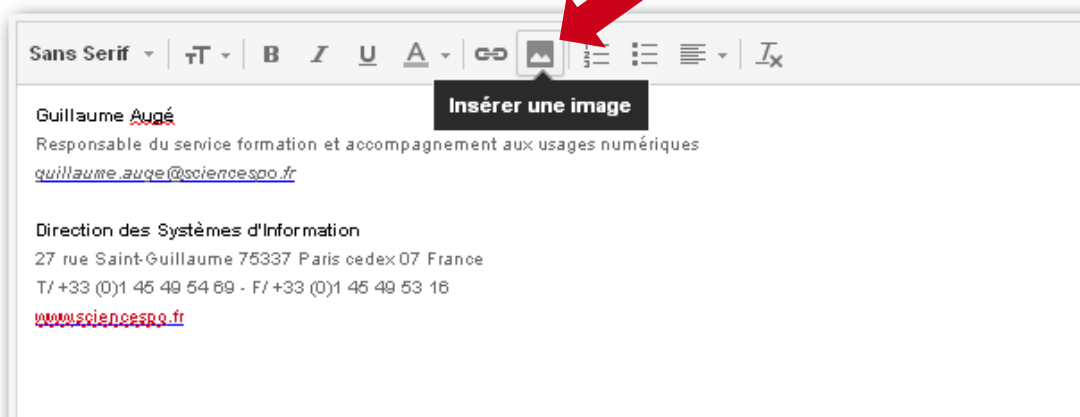 Sans Serif
Insérer une image
Guillaume Augé
Responsable du service formation et accompagnement aux usages numériques
guillaume.auge@sciencespo.fr
Direction des Systèmes d'Information
27 rue Saint-Guillaume 75337 Paris cedex 07 France
T/ +33 (0)1 45 49 54 69 - F/ +33 (0)1 45 49 53 16
www.sciencespo.fr